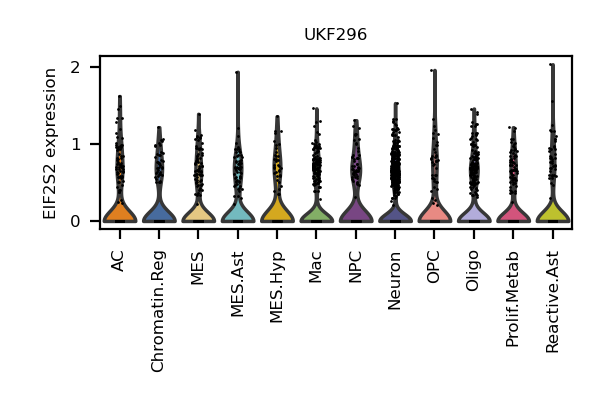 UKF296
EIF2S2 expression
2
1
0
AC
Chromatin.Reg
MES
MES.Ast
MES.Hyp
Mac
NPC
Neuron
OPC
Oligo
Prolif.Metab
Reactive.Ast